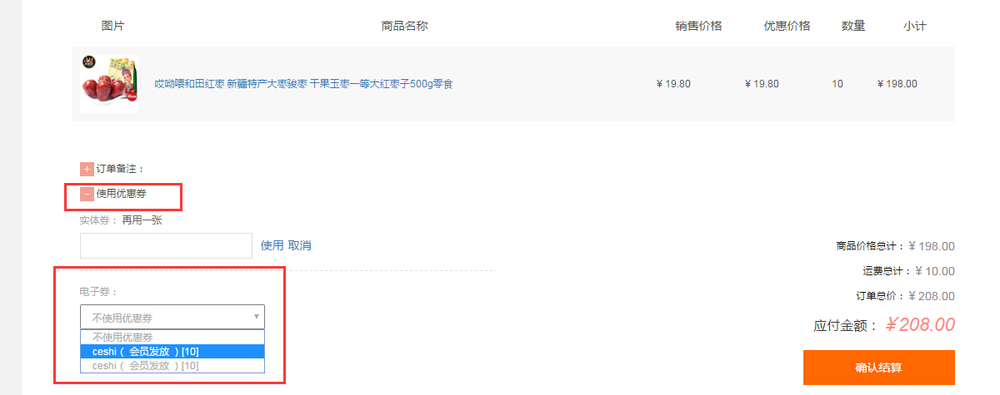 图片 商品名称 销售价格 优惠价格 数量 小计
哎呦喂和田红枣 新疆特产大枣骏枣 干果玉枣一等大红枣子500g零食 ¥ 19.80 ¥ 19.80 10 ¥ 198.00
+ 订单备注：
- 使用优惠券
实体券： 再用一张
使用 取消
电子券：
不使用优惠券
不使用优惠券
ceshi（ 会员发放 ）[10]
ceshi（ 会员发放 ）[10]
商品价格总计：¥ 198.00
运费总计：¥ 10.00
订单总价：¥ 208.00
应付金额：¥208.00
确认结算